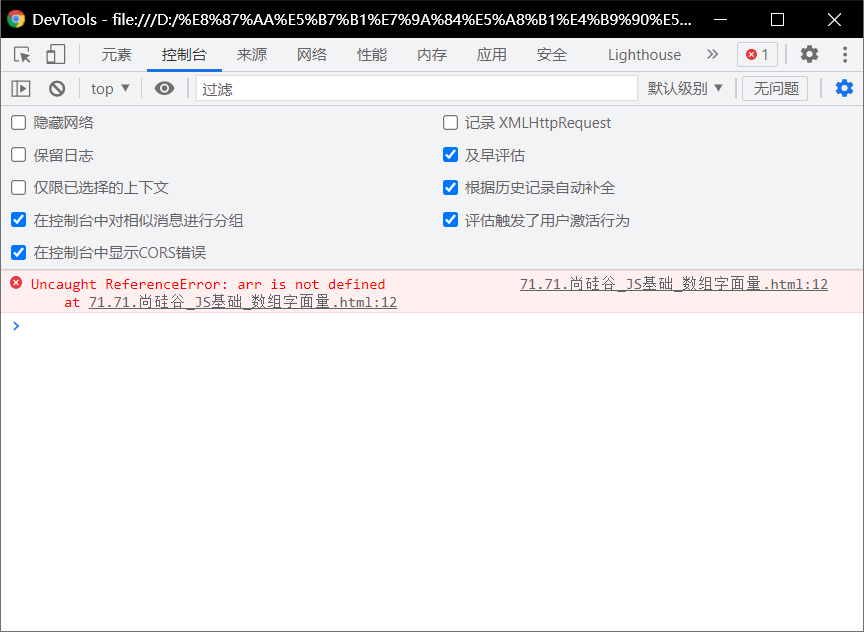 DevTools - file:///D:/%E8%87%AA%E5%B7%B1%E7%9A%84%E5%A8%B1%E4%B9%90%E5...
元素 控制台 来源 网络 性能 内存 应用 安全 Lighthouse » 1
top ▼ 过滤 默认级别 ▼ 无问题
隐藏网络 记录 XMLHttpRequest
保留日志 及早评估
仅限已选择的上下文 根据历史记录自动补全
在控制台中对相似消息进行分组 评估触发了用户激活行为
在控制台中显示CORS错误
Uncaught ReferenceError: arr is not defined 71.71.尚硅谷_JS基础_数组字面量.html:12
at 71.71.尚硅谷_JS基础_数组字面量.html:12